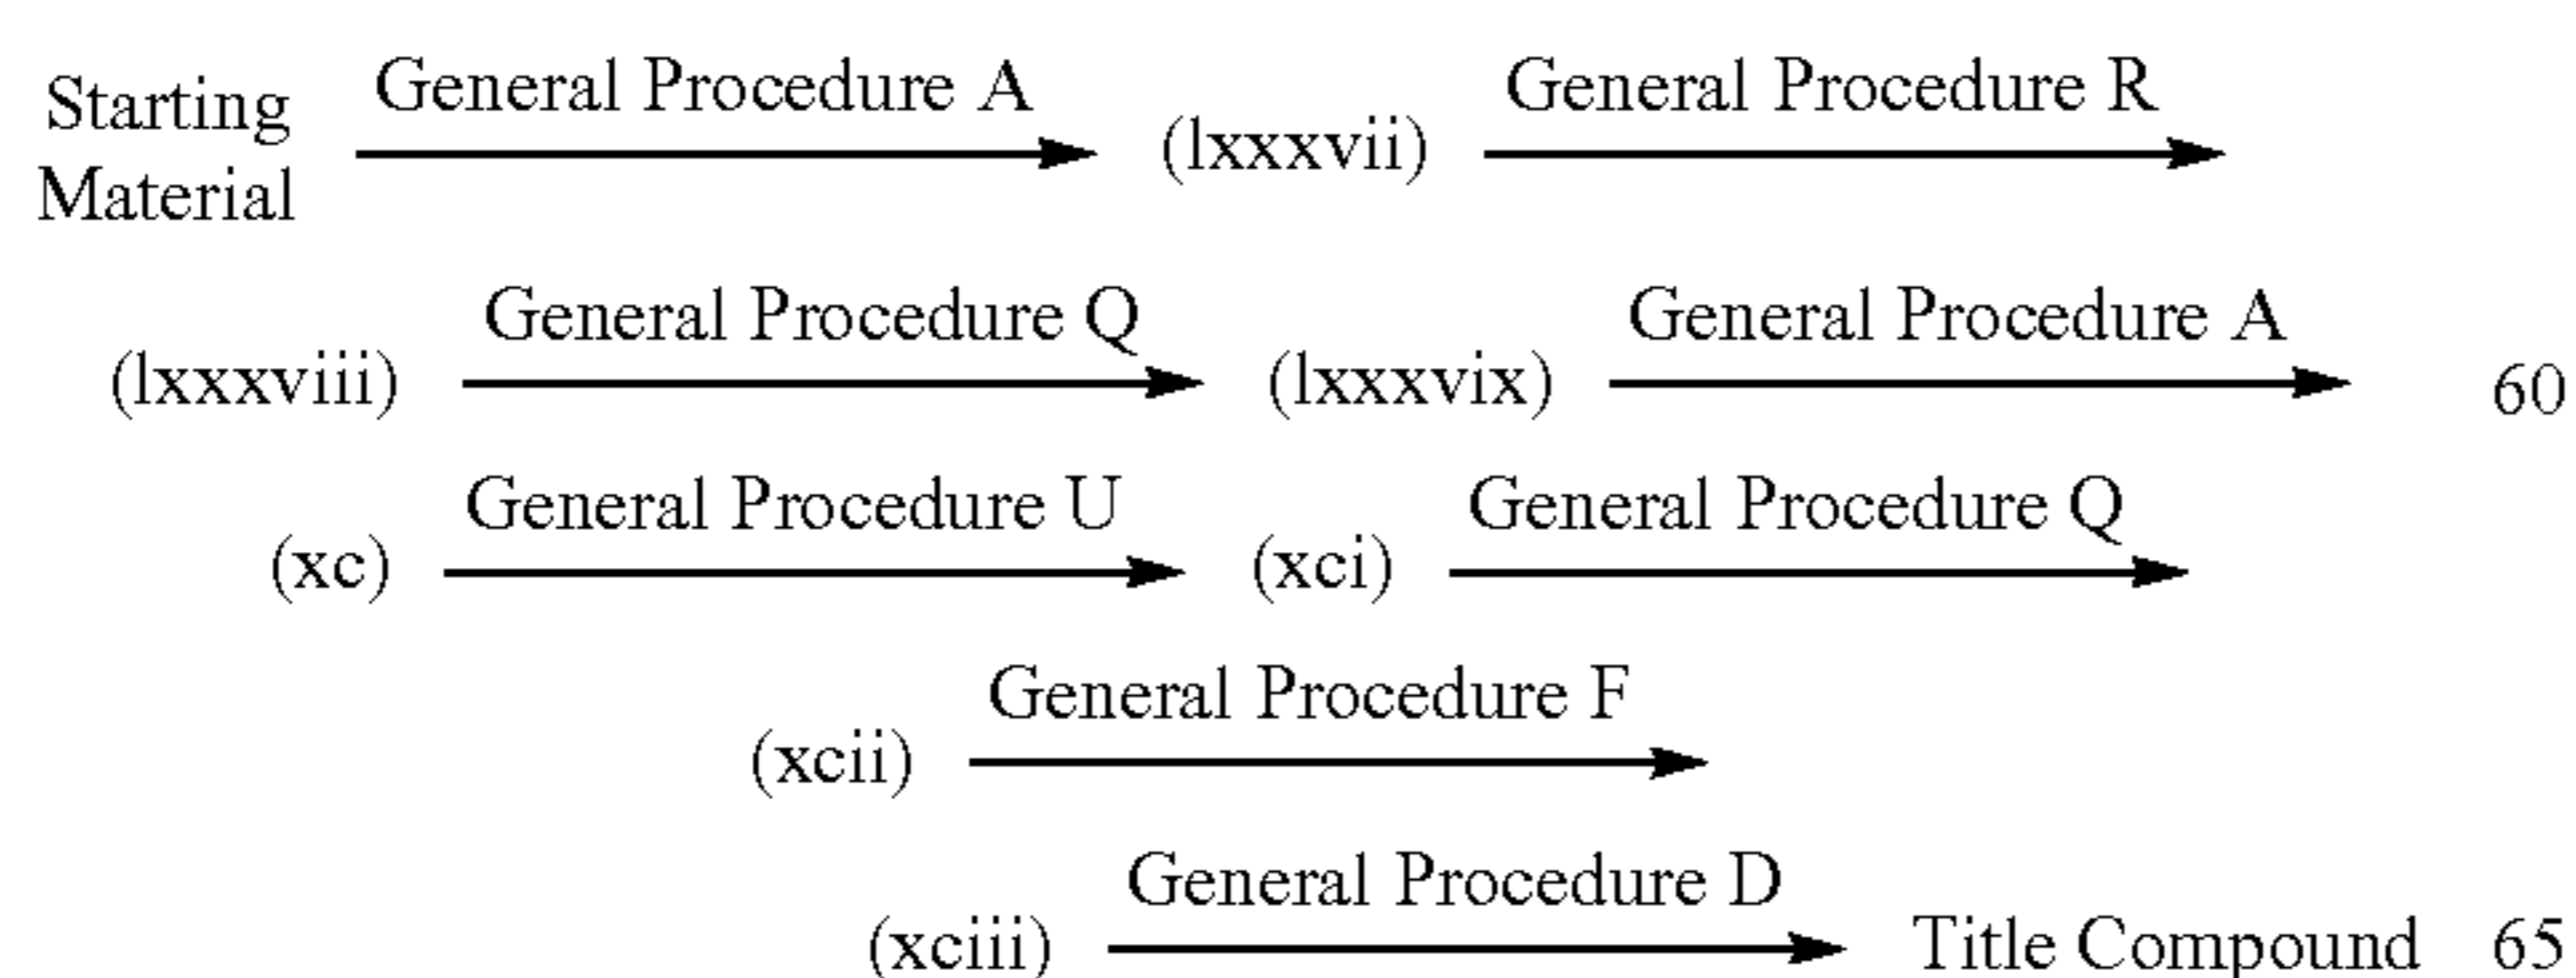 Starting Material General Procedure A (lxxxvii) General Procedure R
(lxxxviii) General Procedure Q (lxxxvix) General Procedure A 60
(xc) General Procedure U (xci) General Procedure Q
(xcii) General Procedure F
(xciii) General Procedure D Title Compound 65